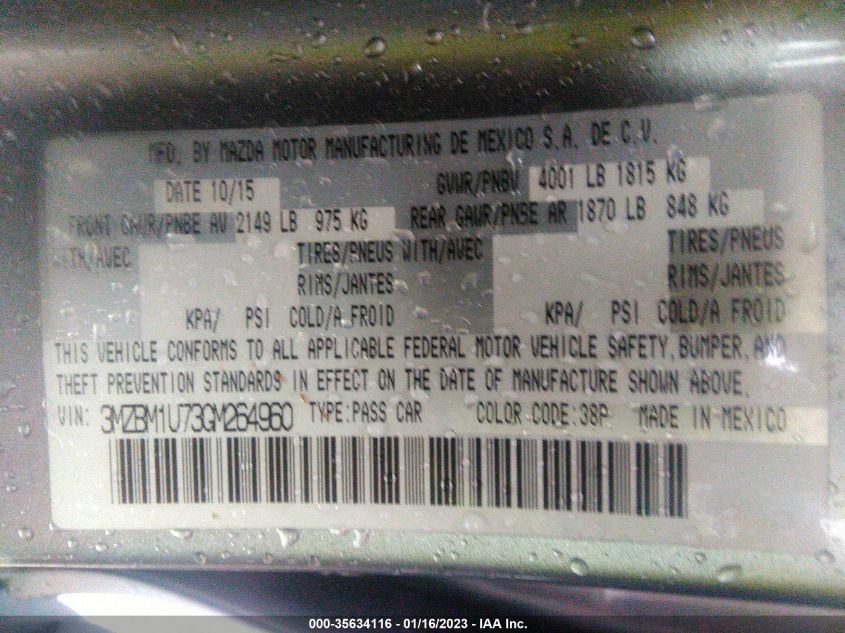 MFD. BY MAZDA MOTOR MANUFACTURING DE MEXICO S.A. DE C.V.
DATE 10/15 GVWR/PNBV 4001 LB 1815 KG
FRONT GAWR/PNBE AV 2149 LB 975 KG REAR GAWR/PNBE AR 1870 LB 848 KG
WITH/AVEC TIRES/PNEUS WITH/AVEC TIRES/PNEUS
RIMS/JANTES RIMS/JANTES
KPA/ PSI COLD/A FROID KPA/ PSI COLD/A FROID
THIS VEHICLE CONFORMS TO ALL APPLICABLE FEDERAL MOTOR VEHICLE SAFETY, BUMPER, AND
THEFT PREVENTION STANDARDS IN EFFECT ON THE DATE OF MANUFACTURE SHOWN ABOVE.
VIN: 3MZBM1U73GM264960 TYPE:PASS CAR COLOR CODE:38P MADE IN MEXICO
000-35634116 - 01/16/2023 - IAA Inc.